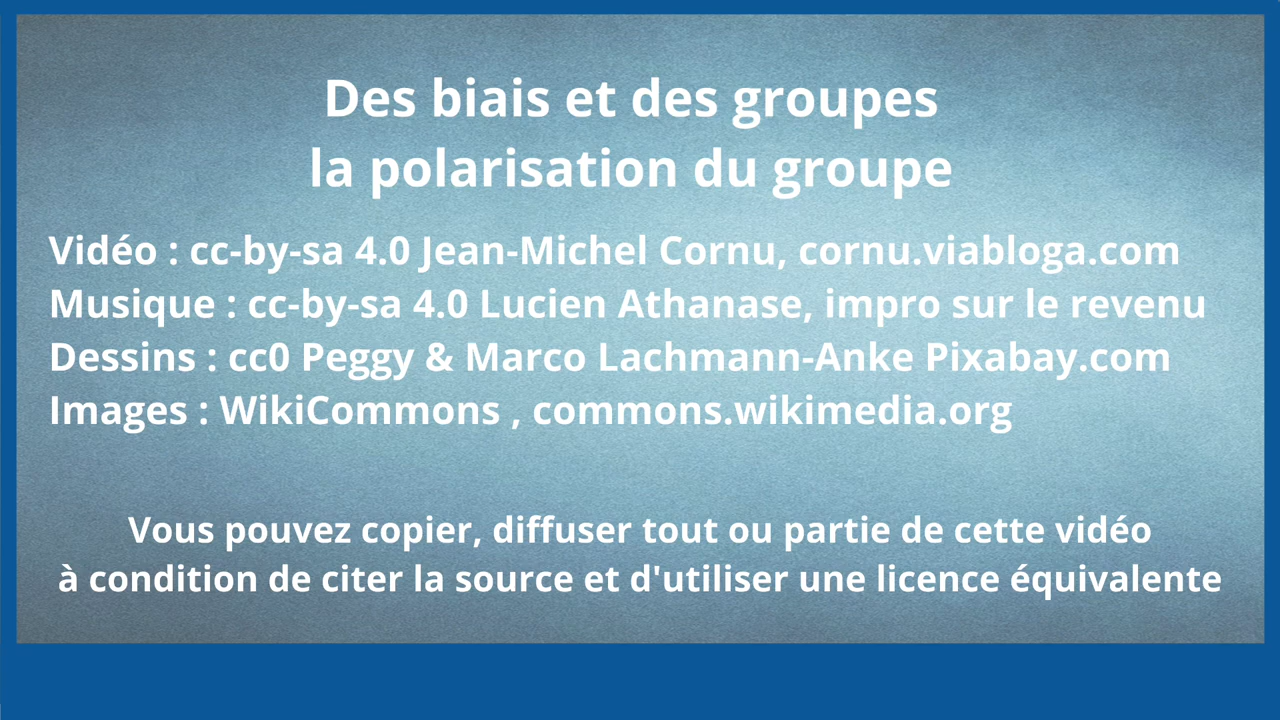 Des biais et des groupes
la polarisation du groupe
Vidéo : cc-by-sa 4.0 Jean-Michel Cornu, cornu.viabloga.com
Musique : cc-by-sa 4.0 Lucien Athanase, impro sur le revenu
Dessins : cc0 Peggy & Marco Lachmann-Anke Pixabay.com
Images : WikiCommons , commons.wikimedia.org
Vous pouvez copier, diffuser tout ou partie de cette vidéo
à condition de citer la source et d'utiliser une licence équivalente